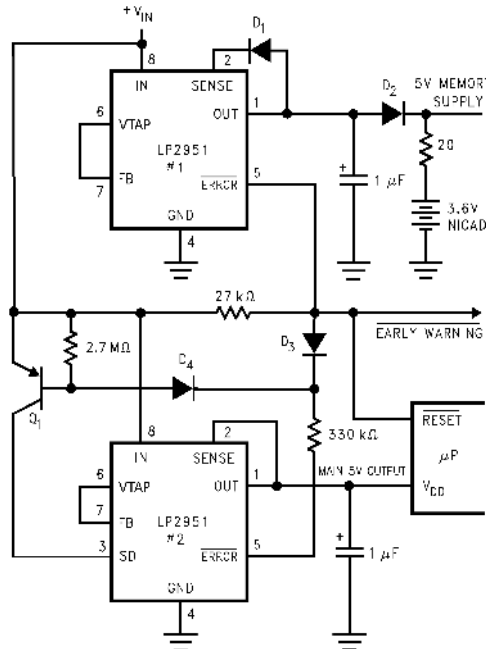 +VIN
D1
8
2
IN
SENSE
D2
5V MEMORY
SUPPLY
6
VTAP
OUT
1
LP2951
#1
20
7
FB
ERROR
5
+
1 μF
3.6V
NICAD
GND
4
27 kΩ
EARLY WARNING
2.7 MΩ
D4
D3
Q1
330 kΩ
8
2
IN
SENSE
RESET
μP
6
VTAP
OUT
1
MAIN 5V OUTPUT
VDD
7
FB
LP2951
#2
3
SD
ERROR
5
+
1 μF
GND
4